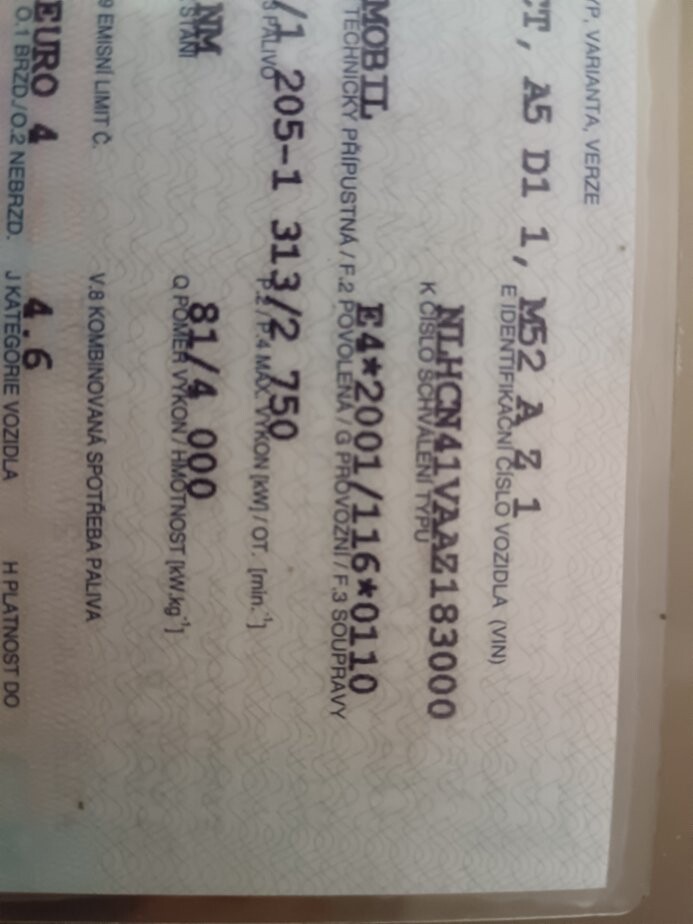 VARIANTA, VERZE
A5 D1 1, M52 A Z 1
E IDENTIFIKAČNÍ ČÍSLO VOZIDLA (VIN)
NLHCN41VAAZ183000
K ČÍSLO SCHVÁLENÍ TYPU
MOBIL E4*2001/116*0110
TECHNICKY PŘÍPUSTNÁ / F.2 POVOLENÁ / G PROVOZNÍ / F.3 SOUPRAVY
/1 205-1 313/2 750
PALIVO P.2 / P.4 MAX. VÝKON [kW] / OT. [min.⁻¹]
NM 81/4 000
Q POMĚR VÝKON / HMOTNOST [kW.kg⁻¹]
9 EMISNÍ LIMIT Č. V.8 KOMBINOVANÁ SPOTŘEBA PALIVA
EURO 4 4.6
O.1 BRZD./O.2 NEBRZD. J KATEGORIE VOZIDLA H PLATNOST DO